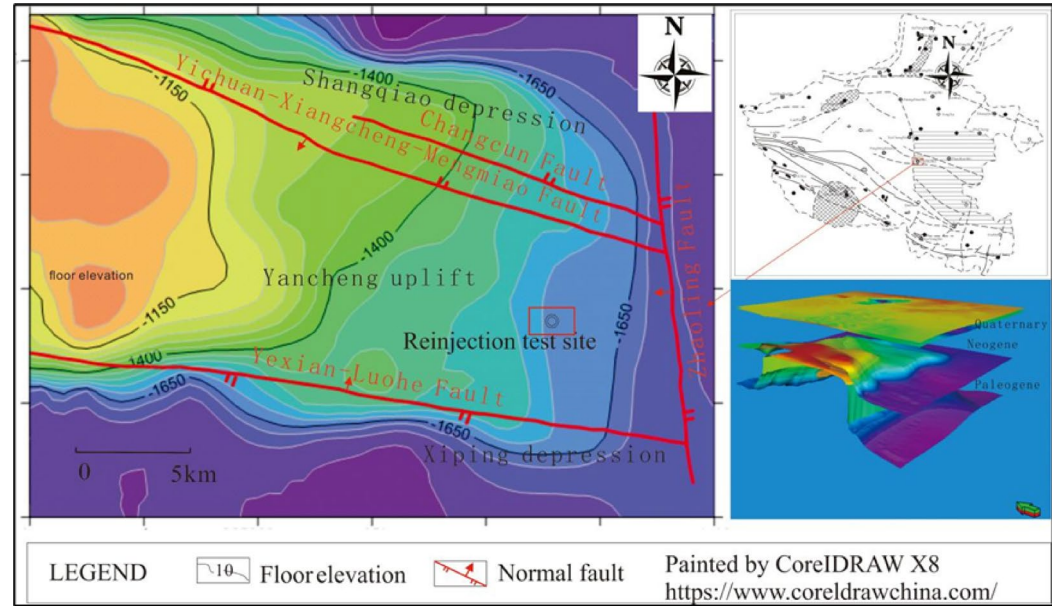 N
-1150
-1400
-1650
Shangqiao depression
Yichuan-Xiangcheng-Mengmiao Fault
Changcun Fault
-1400
floor elevation
Yancheng uplift
-1150
Reinjection test site
-1650
Zhaoling Fault
-1400
-1650
Yexian-Luohe Fault
-1650
Xiping depression
0 5km
N
Quaternary
Neogene
Paleogene
LEGEND
10
Floor elevation
Normal fault
Painted by CoreIDRAW X8
https://www.coreldrawchina.com/